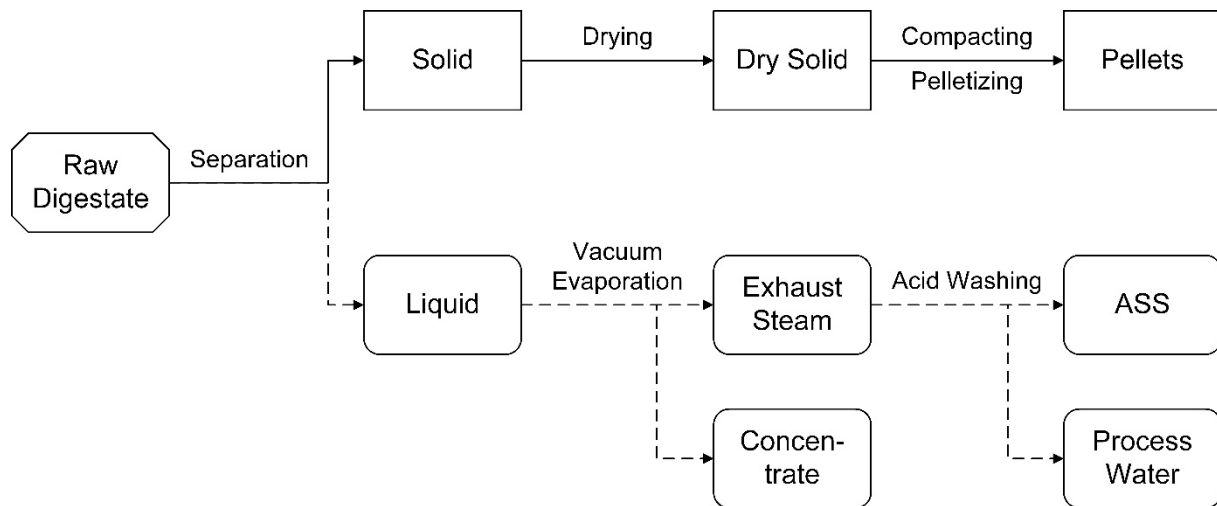 Solid
Drying
Dry Solid
Compacting
Pelletizing
Pellets
Raw
Digestate
Separation
Liquid
Vacuum
Evaporation
Exhaust
Steam
Acid Washing
ASS
Concen-
trate
Process
Water